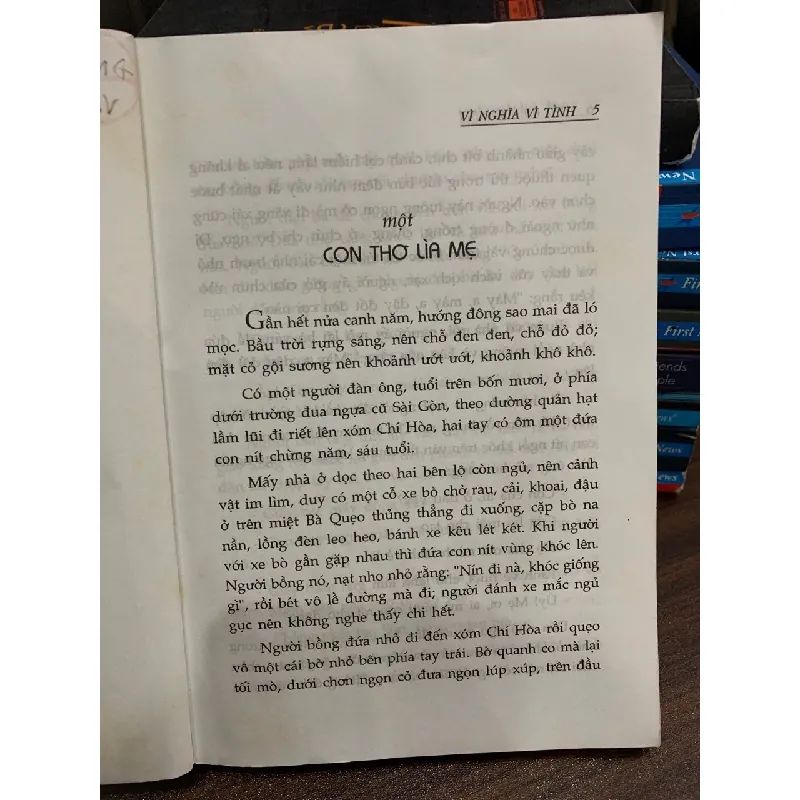 VÌ NGHĨA VÌ TÌNH 5
một
CON THƠ LÌA MẸ
Gần hết nửa canh năm, hướng đông sao mai đã ló
mọc. Bầu trời rựng sáng, nên chỗ đen đen, chỗ đỏ đỏ;
mặt cỏ gội sương nên khoảnh ướt ướt, khoảnh khô khô.
Có một người đàn ông, tuổi trên bốn mươi, ở phía
dưới trường đua ngựa cũ Sài Gòn, theo đường quản hạt
lầm lũi đi riết lên xóm Chí Hòa, hai tay có ôm một đứa
con nít chừng năm, sáu tuổi.
Mấy nhà ở dọc theo hai bên lộ còn ngủ, nên cảnh
vật im lìm, duy có một cỗ xe bò chở rau, cải, khoai, đậu
ở trên miệt Bà Quẹo thủng thẳng đi xuống, cặp bò na
nần, lồng đèn leo heo, bánh xe kêu lét két. Khi người
với xe bò gần gặp nhau thì đứa con nít vùng khóc lên.
Người bồng nó, nạt nho nhỏ rằng: "Nín đi nà, khóc giống
gì", rồi bét vô lề đường mà đi; người đánh xe mắc ngủ
gục nên không nghe thấy chi hết.
Người bồng đứa nhỏ đi đến xóm Chí Hòa rồi quẹo
vô một cái bờ nhỏ bên phía tay trái. Bờ quanh co mà lại
tối mò, dưới chơn ngọn cỏ đưa ngọn lúp xúp, trên đầu
First
News